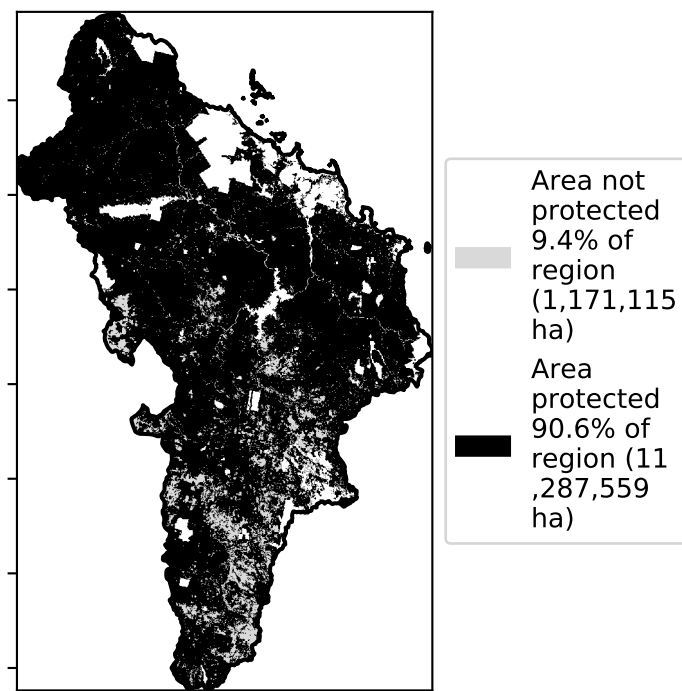 Area not
protected
9.4% of
region
(1,171,115
ha)
Area
protected
90.6% of
region (11
,287,559
ha)